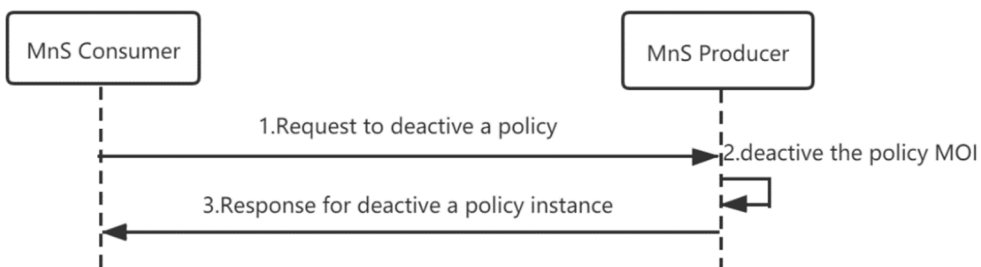 MnS Consumer
MnS Producer
1.Request to deactive a policy
2.deactive the policy MOI
3.Response for deactive a policy instance